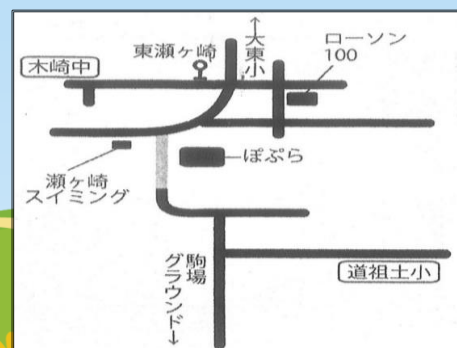 ↑大東小
東瀬ヶ崎
ローソン
100
木崎中
ぽぷら
瀬ヶ崎
スイミング
駒場
グラウンド↓
道祖土小